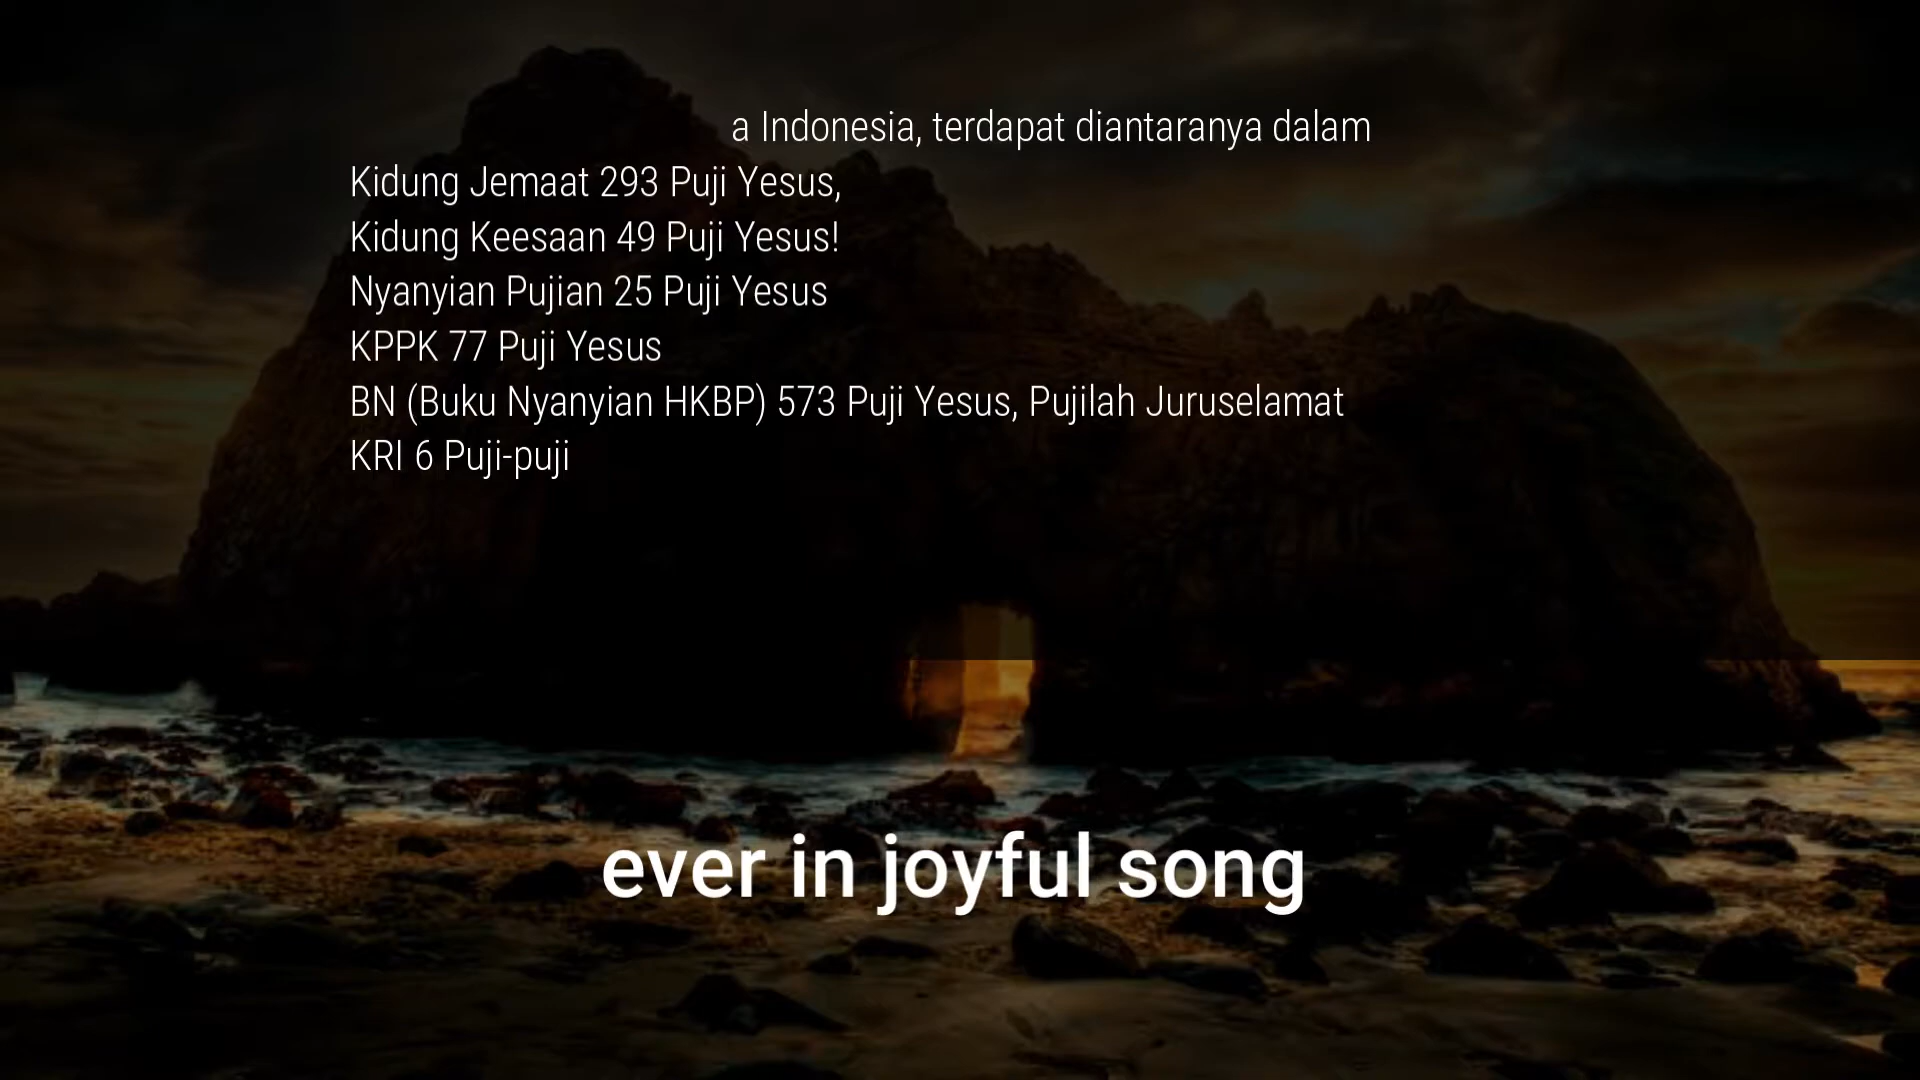 a Indonesia, terdapat diantaranya dalam
Kidung Jemaat 293 Puji Yesus,
Kidung Keesaan 49 Puji Yesus!
Nyanyian Pujian 25 Puji Yesus
KPPK 77 Puji Yesus
BN (Buku Nyanyian HKBP) 573 Puji Yesus, Pujilah Juruselamat
KRI 6 Puji-puji
ever in joyful song